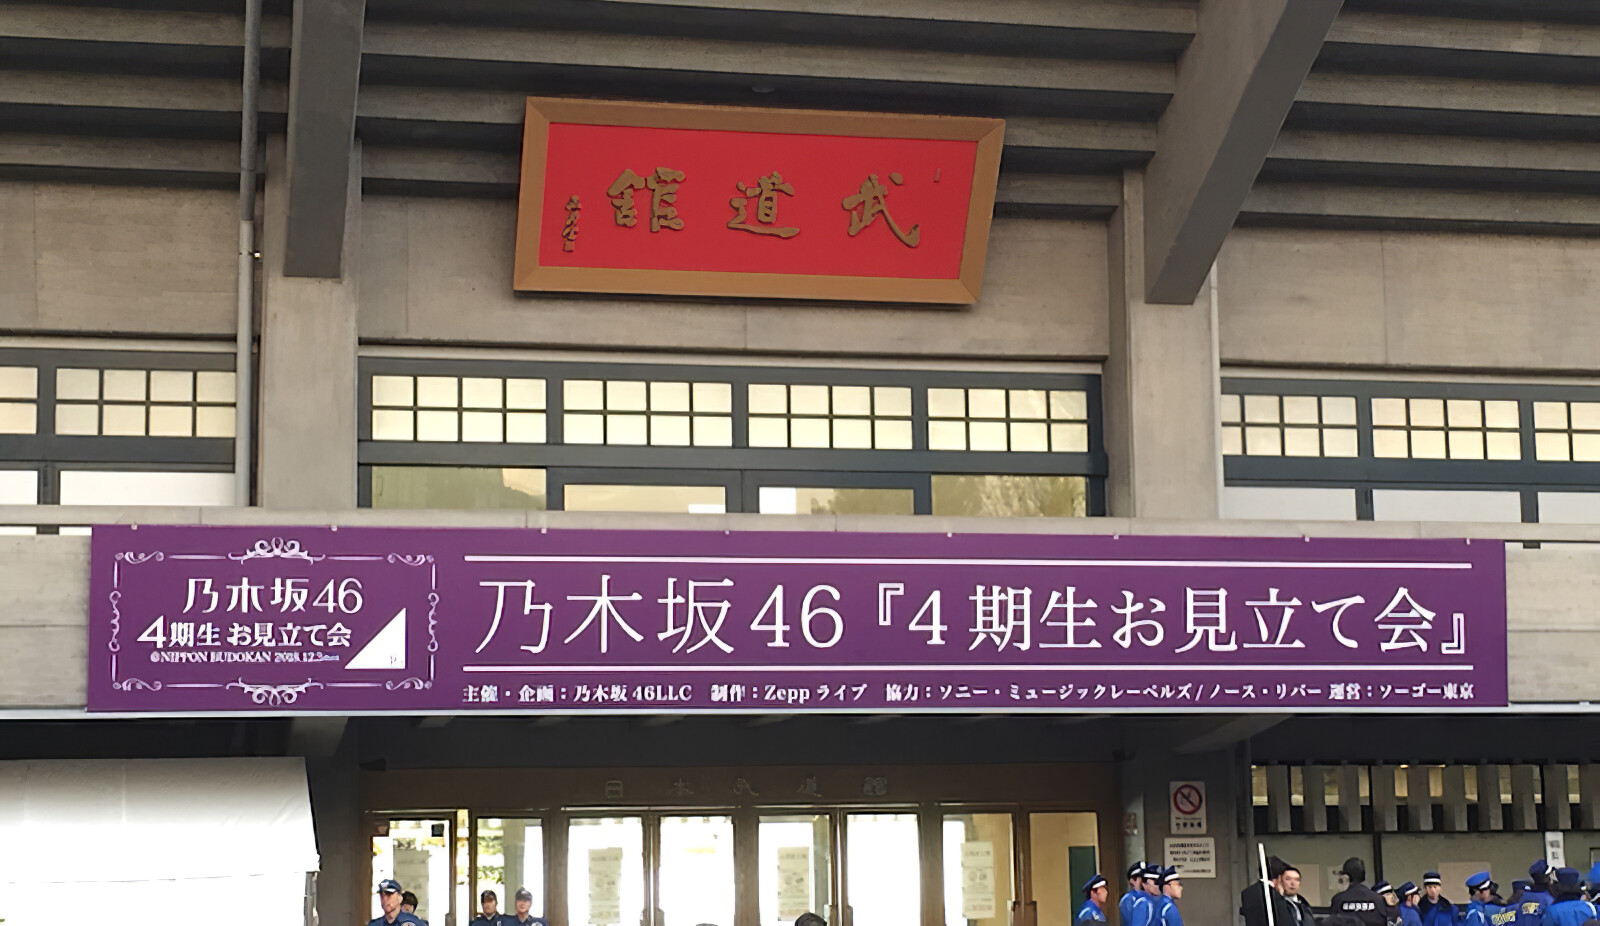 武道館
乃木坂46
4期生お見立て会
@NIPPON BUDOKAN 2018.12.3
乃木坂46『4期生お見立て会』
主催・企画：乃木坂46LLC 制作：Zeppライブ 協力：ソニー・ミュージックレーベルズ/ノース・リバー 運営：ソーゴー東京
日本武道館